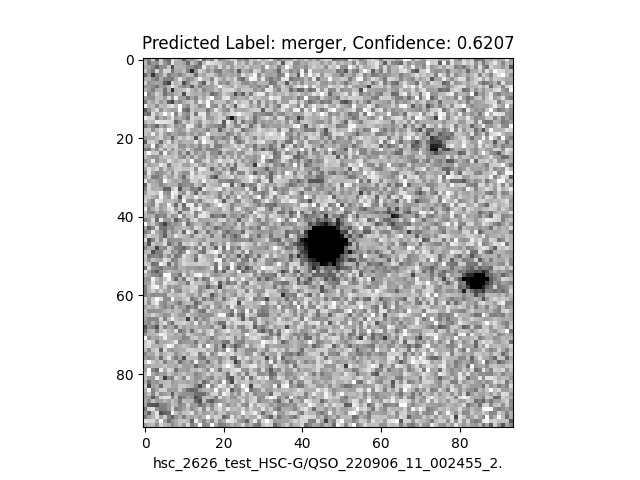 Predicted Label: merger, Confidence: 0.6207
0
20
40
60
80
0 20 40 60 80
hsc_2626_test_HSC-G/QSO_220906_11_002455_2.